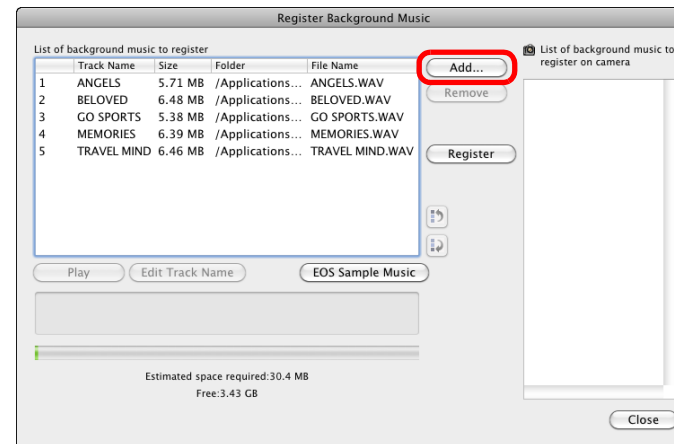 Register Background Music
List of background music to register
Track Name Size Folder File Name
1 ANGELS 5.71 MB /Applications... ANGELS.WAV
2 BELOVED 6.48 MB /Applications... BELOVED.WAV
3 GO SPORTS 5.38 MB /Applications... GO SPORTS.WAV
4 MEMORIES 6.39 MB /Applications... MEMORIES.WAV
5 TRAVEL MIND 6.46 MB /Applications... TRAVEL MIND.WAV
Add...
Remove
Register
Play
Edit Track Name
EOS Sample Music
Estimated space required:30.4 MB
Free:3.43 GB
List of background music to
register on camera
Close